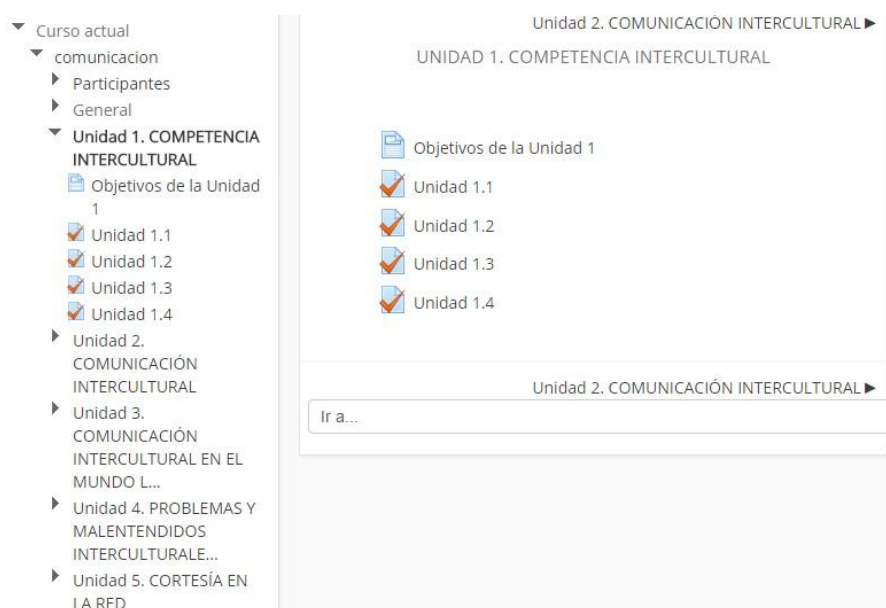 Curso actual
comunicacion
Participantes
General
Unidad 1. COMPETENCIA
INTERCULTURAL
Objetivos de la Unidad
1
Unidad 1.1
Unidad 1.2
Unidad 1.3
Unidad 1.4
Unidad 2.
COMUNICACIÓN
INTERCULTURAL
Unidad 3.
COMUNICACIÓN
INTERCULTURAL EN EL
MUNDO L...
Unidad 4. PROBLEMAS Y
MALENTENDIDOS
INTERCULTURALE...
Unidad 5. CORTESÍA EN
LA RED
Unidad 2. COMUNICACIÓN INTERCULTURAL ▶
UNIDAD 1. COMPETENCIA INTERCULTURAL
Objetivos de la Unidad 1
Unidad 1.1
Unidad 1.2
Unidad 1.3
Unidad 1.4
Unidad 2. COMUNICACIÓN INTERCULTURAL ▶
Ir a...